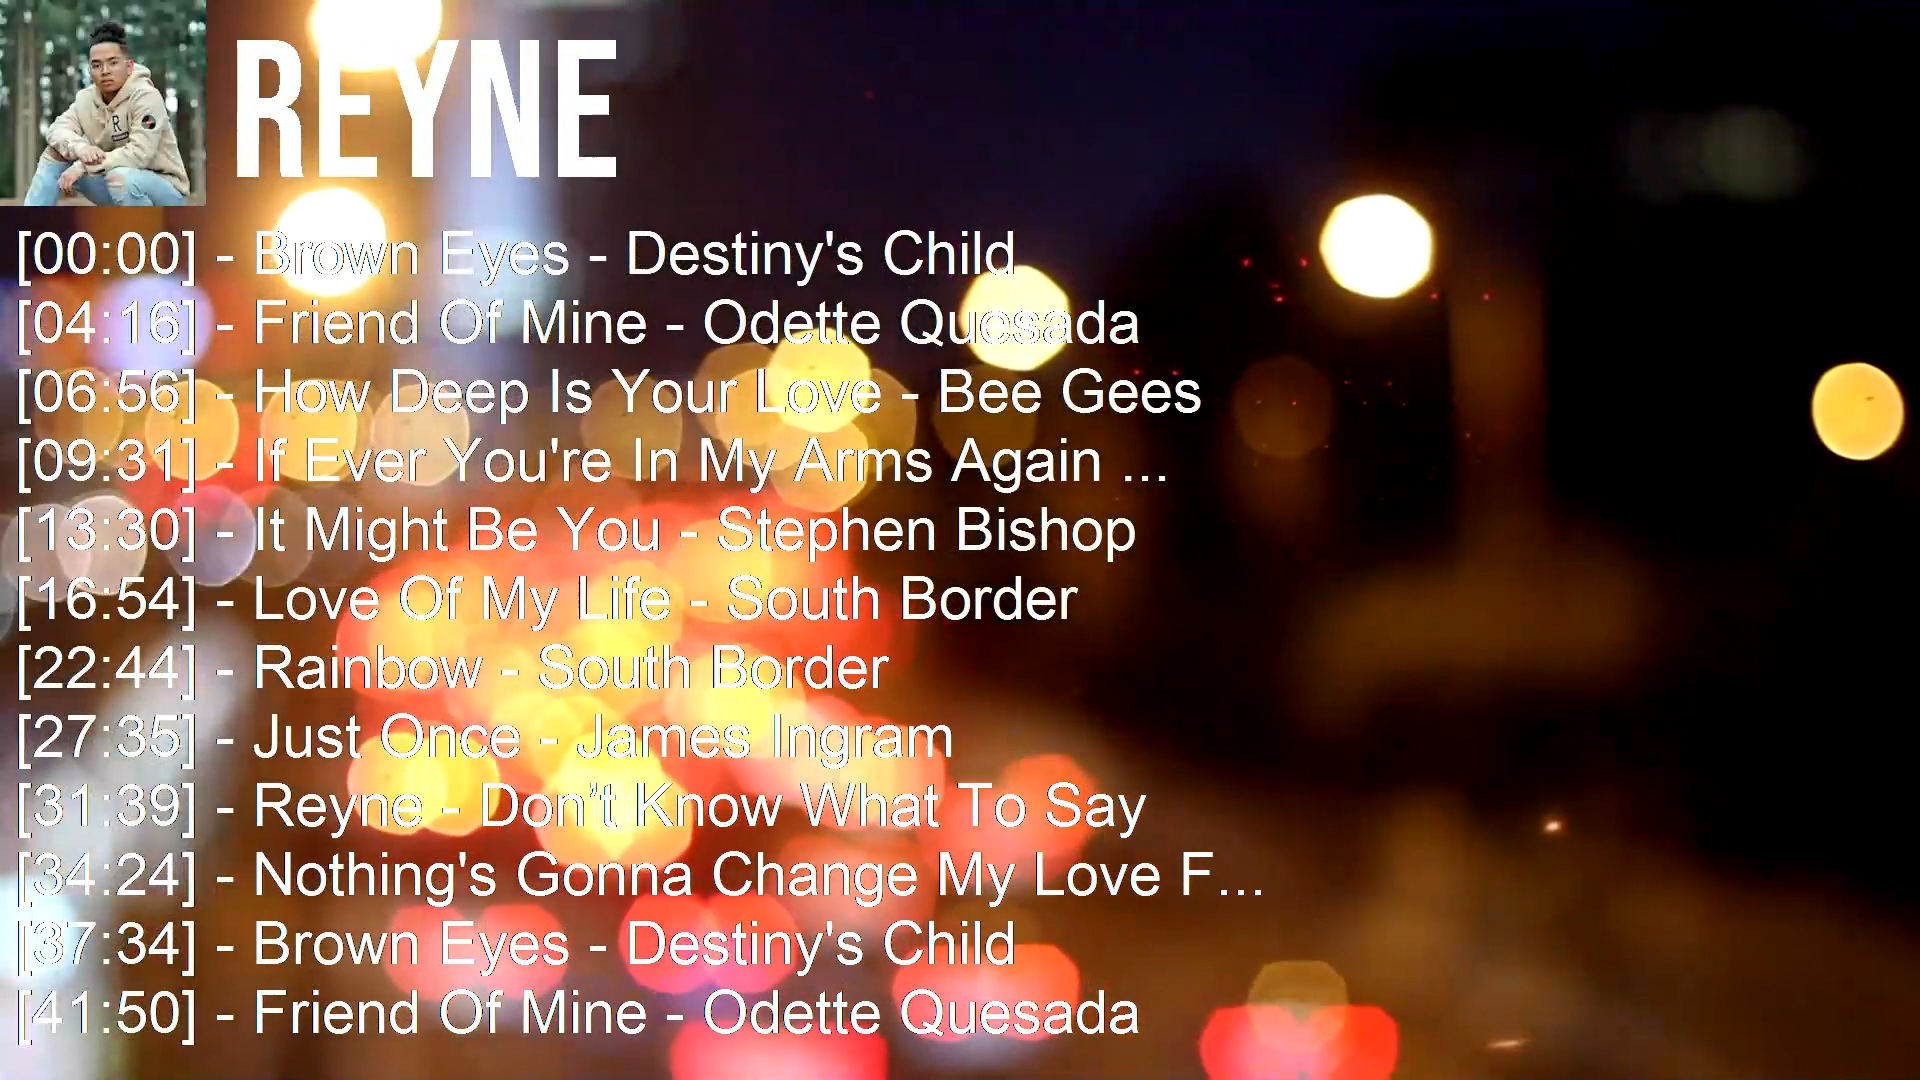 REYNE
[00:00] - Brown Eyes - Destiny's Child
[04:16] - Friend Of Mine - Odette Quesada
[06:56] - How Deep Is Your Love - Bee Gees
[09:31] - If Ever You're In My Arms Again ...
[13:30] - It Might Be You - Stephen Bishop
[16:54] - Love Of My Life - South Border
[22:44] - Rainbow - South Border
[27:35] - Just Once - James Ingram
[31:39] - Reyne - Don’t Know What To Say
[34:24] - Nothing's Gonna Change My Love F...
[37:34] - Brown Eyes - Destiny's Child
[41:50] - Friend Of Mine - Odette Quesada